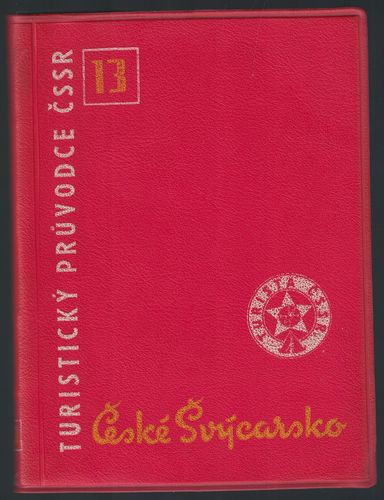 TURISTICKÝ PRŮVODCE ČSSR
13
České Švýcarsko